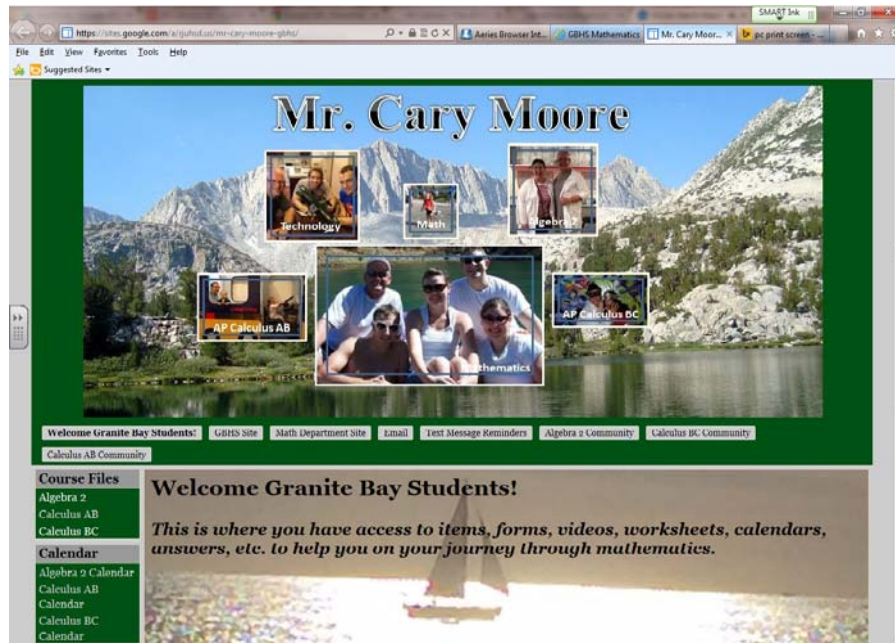 SMART Ink
https://sites.google.com/a/rjuhsd.us/mr-cary-moore-gbhs/
Aeries Browser Int...
GBHS Mathematics
Mr. Cary Moor...
pc print screen - ...
File Edit View Favorites Tools Help
Suggested Sites
Mr. Cary Moore
Technology
Math
Algebra 2
AP Calculus AB
Mathematics
AP Calculus BC
Welcome Granite Bay Students! GBHS Site Math Department Site Email Text Message Reminders Algebra 2 Community Calculus BC Community
Calculus AB Community
Course Files
Algebra 2
Calculus AB
Calculus BC
Calendar
Algebra 2 Calendar
Calculus AB
Calendar
Calculus BC
Calendar
Welcome Granite Bay Students!
This is where you have access to items, forms, videos, worksheets, calendars,
answers, etc. to help you on your journey through mathematics.